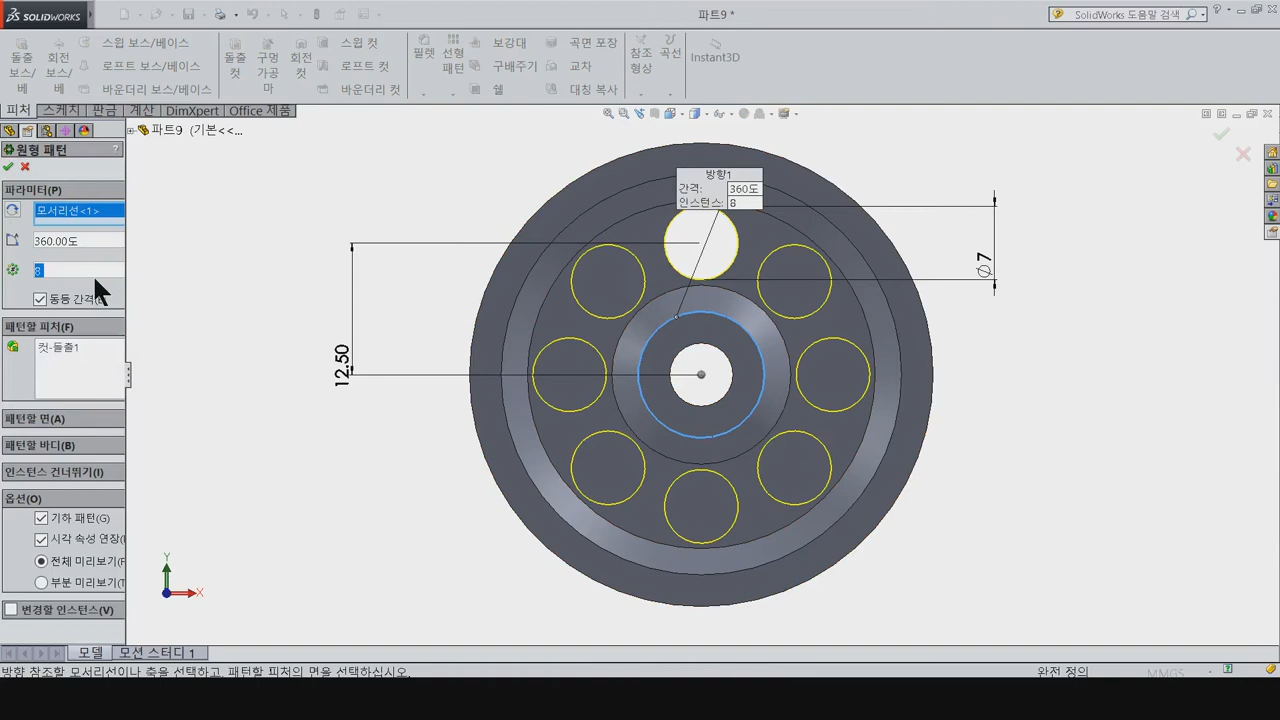 SOLIDWORKS
파트9 *
SolidWorks 도움말 검색
돌출 보스/베
회전 보스/베
스윕 보스/베이스
로프트 보스/베이스
바운더리 보스/베이스
돌출 컷
구멍 가공 마
회전 컷
스윕 컷
로프트 컷
바운더리 컷
필렛
선형 패턴
보강대
구배주기
쉘
곡면 포장
교차
대칭 복사
참조 형상
곡선
Instant3D
피처
스케치
판금
계산
DimXpert
Office 제품
파트9 (기본<<...
원형 패턴
?
파라미터(P)
모서리선<1>
360.00도
8
동등 간격(
패턴할 피처(F)
컷-돌출1
패턴할 면(A)
패턴할 바디(B)
인스턴스 건너뛰기(I)
옵션(O)
기하 패턴(G)
시각 속성 연장(
전체 미리보기(F
부분 미리보기(T
변경할 인스턴스(V)
방향1
간격: 360도
인스턴스: 8
12.50
∅7
Y
X
모델
모션 스터디 1
방향 참조할 모서리선이나 축을 선택하고, 패턴할 피처의 면을 선택하십시오.
완전 정의
MMGS